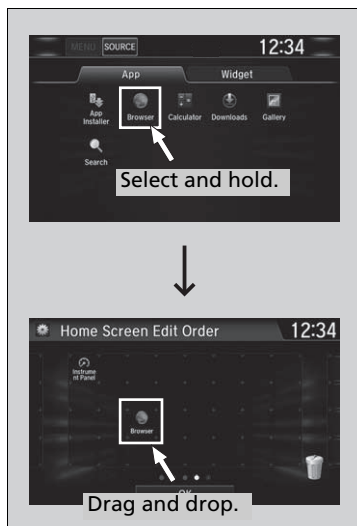 MENU SOURCE 12:34
App Widget
App Installer Browser Calculator Downloads Gallery
Search
Select and hold.
Home Screen Edit Order 12:34
Instrume
nt Panel
Browser
OK
Drag and drop.